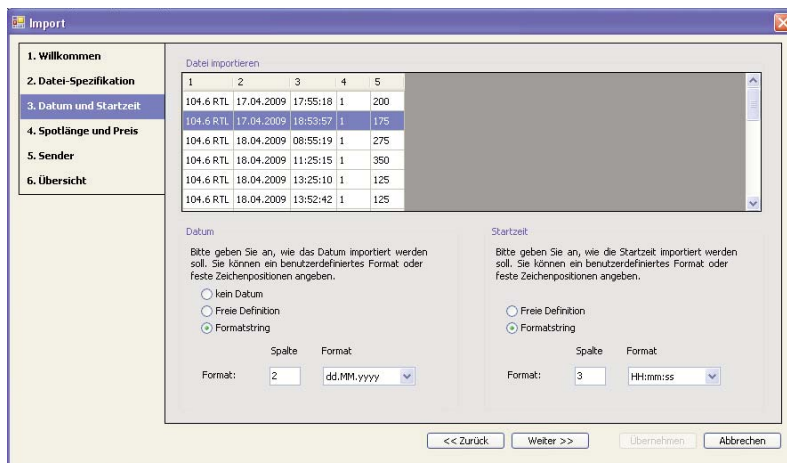 Import
1. Willkommen
2. Datei-Spezifikation
3. Datum und Startzeit
4. Spotlänge und Preis
5. Sender
6. Übersicht
Datei importieren
1 2 3 4 5
104.6 RTL 17.04.2009 17:55:18 1 200
104.6 RTL 17.04.2009 18:53:57 1 175
104.6 RTL 18.04.2009 08:55:19 1 275
104.6 RTL 18.04.2009 11:25:15 1 350
104.6 RTL 18.04.2009 13:25:10 1 125
104.6 RTL 18.04.2009 13:52:42 1 125
Datum
Bitte geben Sie an, wie das Datum importiert werden
soll. Sie können ein benutzerdefiniertes Format oder
feste Zeichenpositionen angeben.
kein Datum
Freie Definition
Formatstring
Spalte Format
Format: 2 dd.MM.yyyy
Startzeit
Bitte geben Sie an, wie die Startzeit importiert werden
soll. Sie können ein benutzerdefiniertes Format oder
feste Zeichenpositionen angeben.
Freie Definition
Formatstring
Spalte Format
Format: 3 HH:mm:ss
<< Zurück Weiter >> Übernehmen Abbrechen